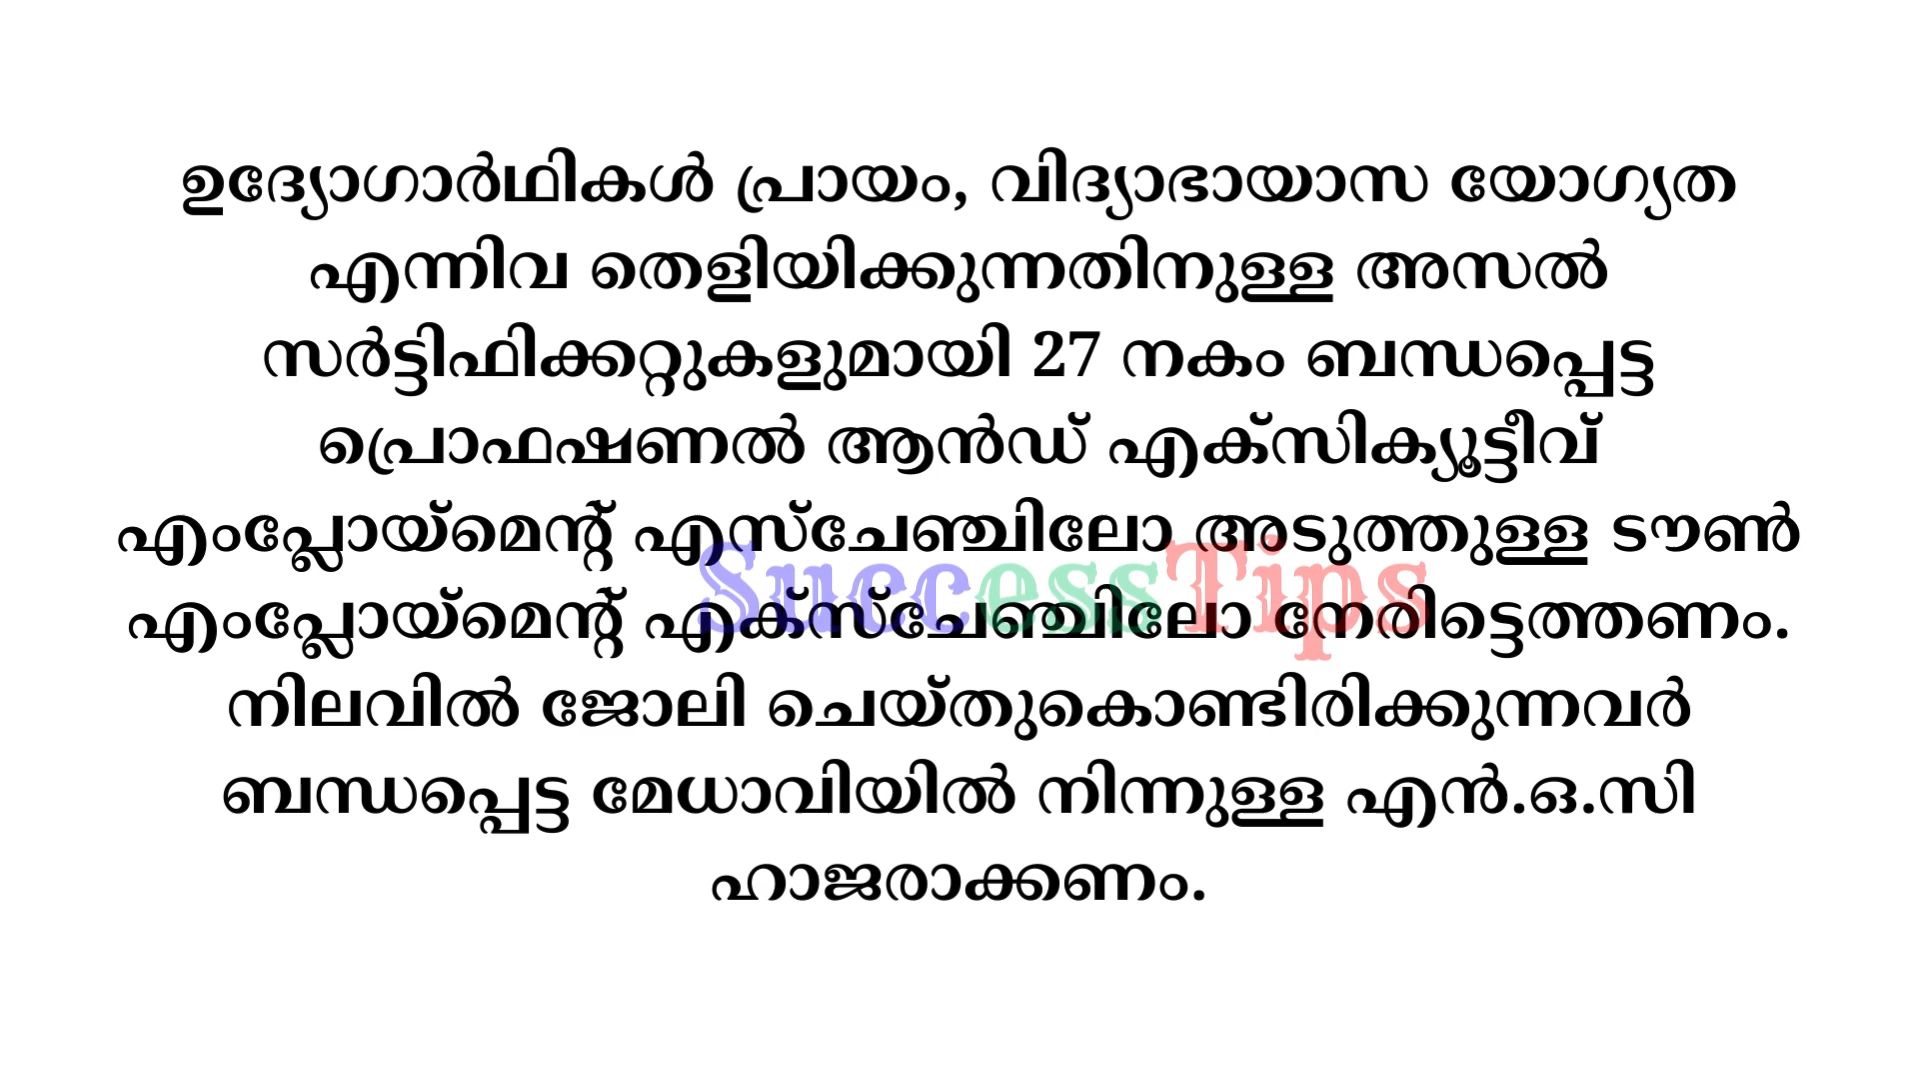 ഉദ്യോഗാർഥികൾ പ്രായം, വിദ്യാഭായാസ യോഗ്യത
എന്നിവ തെളിയിക്കുന്നതിനുള്ള അസൽ
സർട്ടിഫിക്കറ്റുകളുമായി 27 നകം ബന്ധപ്പെട്ട
പ്രൊഫഷണൽ ആൻഡ് എക്സിക്യൂട്ടീവ്
എംപ്ലോയ്മെന്റ് എസ്ചേഞ്ചിലോ അടുത്തുള്ള ടൗൺ
എംപ്ലോയ്മെന്റ് എക്സ്ചേഞ്ചിലോ നേരിട്ടെത്തണം.
SuccessTips
നിലവിൽ ജോലി ചെയ്തുകൊണ്ടിരിക്കുന്നവർ
ബന്ധപ്പെട്ട മേധാവിയിൽ നിന്നുള്ള എൻ.ഒ.സി
ഹാജരാക്കണം.